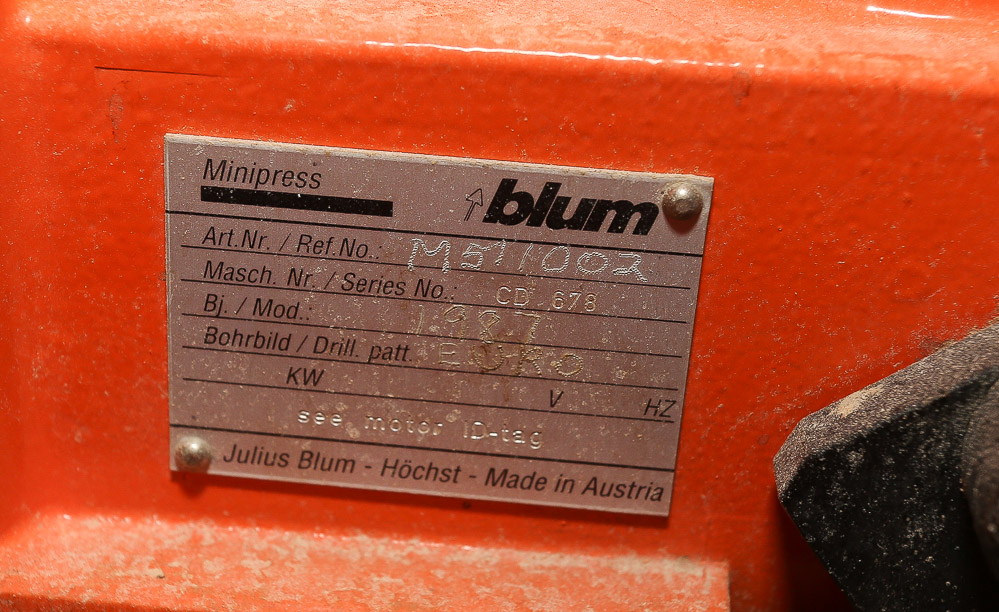 Minipress
blum
Art.Nr. / Ref.No.: M51/002
Masch. Nr. / Series No.: CD 678
Bj. / Mod.: 1987
Bohrbild / Drill. patt. EURO
KW V HZ
see motor ID-tag
Julius Blum - Höchst - Made in Austria